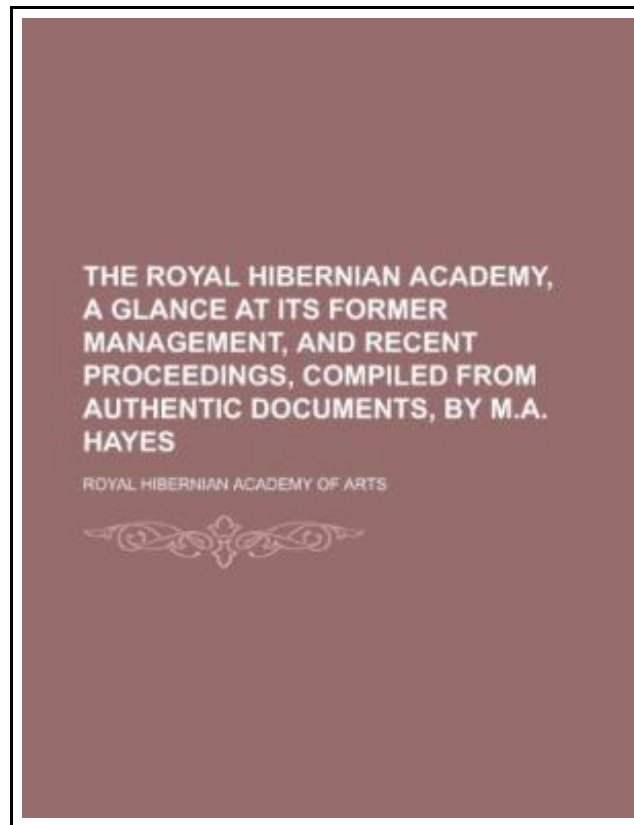 THE ROYAL HIBERNIAN ACADEMY,
A GLANCE AT ITS FORMER
MANAGEMENT, AND RECENT
PROCEEDINGS, COMPILED FROM
AUTHENTIC DOCUMENTS, BY M.A.
HAYES
ROYAL HIBERNIAN ACADEMY OF ARTS